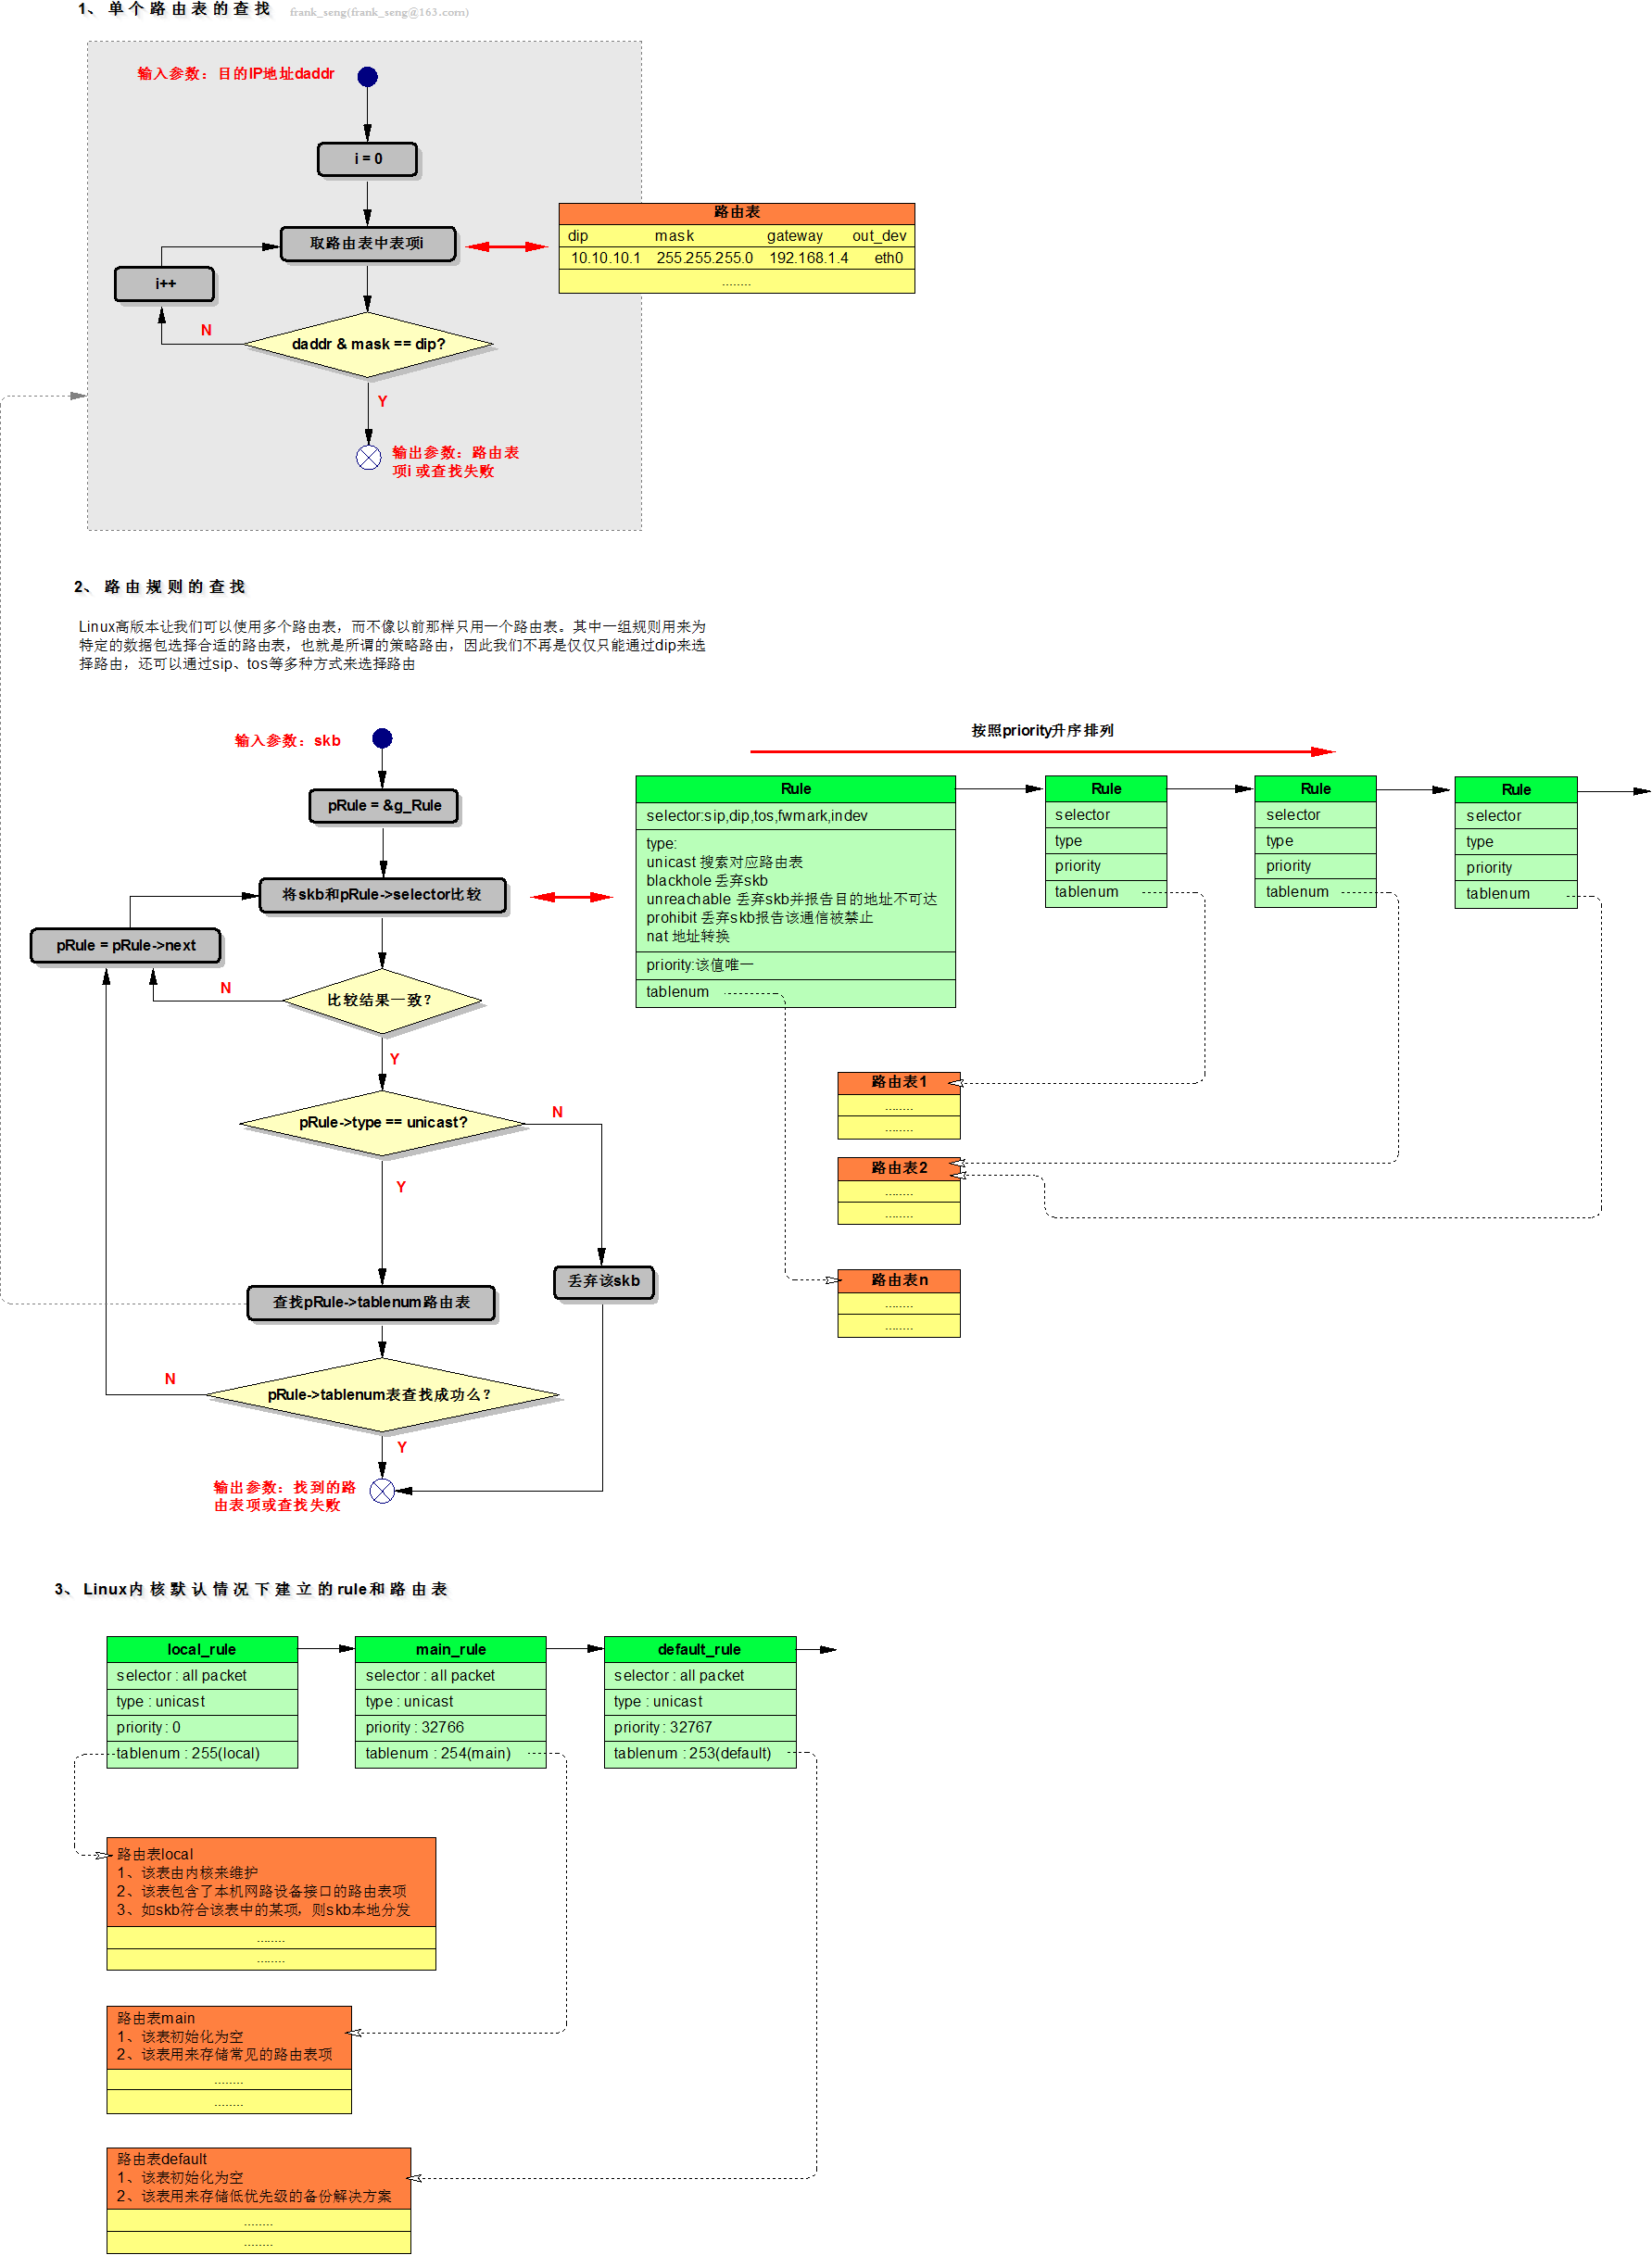 1、单个路由表的查找 frank_seng(frank_seng@163.com)
输入参数：目的IP地址daddr
i = 0
取路由表中表项i
i++
N
daddr & mask == dip?
Y
输出参数：路由表
项i 或查找失败
路由表
dip mask gateway out_dev
10.10.10.1 255.255.255.0 192.168.1.4 eth0
........
2、路由规则的查找
Linux高版本让我们可以使用多个路由表，而不像以前那样只用一个路由表。其中一组规则用来为
特定的数据包选择合适的路由表，也就是所谓的策略路由，因此我们不再是仅仅只能通过dip来选
择路由，还可以通过sip、tos等多种方式来选择路由
输入参数：skb
pRule = &g_Rule
将skb和pRule->selector比较
pRule = pRule->next
N
比较结果一致？
Y
pRule->type == unicast?
N
Y
丢弃该skb
查找pRule->tablenum路由表
N
pRule->tablenum表查找成功么？
Y
输出参数：找到的路
由表项或查找失败
按照priority升序排列
Rule
selector:sip,dip,tos,fwmark,indev
type:
unicast 搜索对应路由表
blackhole 丢弃skb
unreachable 丢弃skb并报告目的地址不可达
prohibit 丢弃skb报告该通信被禁止
nat 地址转换
priority:该值唯一
tablenum
Rule
selector
type
priority
tablenum
Rule
selector
type
priority
tablenum
Rule
selector
type
priority
tablenum
路由表1
........
........
路由表2
........
........
路由表n
........
........
3、Linux内核默认情况下建立的rule和路由表
local_rule
selector : all packet
type : unicast
priority : 0
tablenum : 255(local)
main_rule
selector : all packet
type : unicast
priority : 32766
tablenum : 254(main)
default_rule
selector : all packet
type : unicast
priority : 32767
tablenum : 253(default)
路由表local
1、该表由内核来维护
2、该表包含了本机网路设备接口的路由表项
3、如skb符合该表中的某项，则skb本地分发
........
........
路由表main
1、该表初始化为空
2、该表用来存储常见的路由表项
........
........
路由表default
1、该表初始化为空
2、该表用来存储低优先级的备份解决方案
........
........